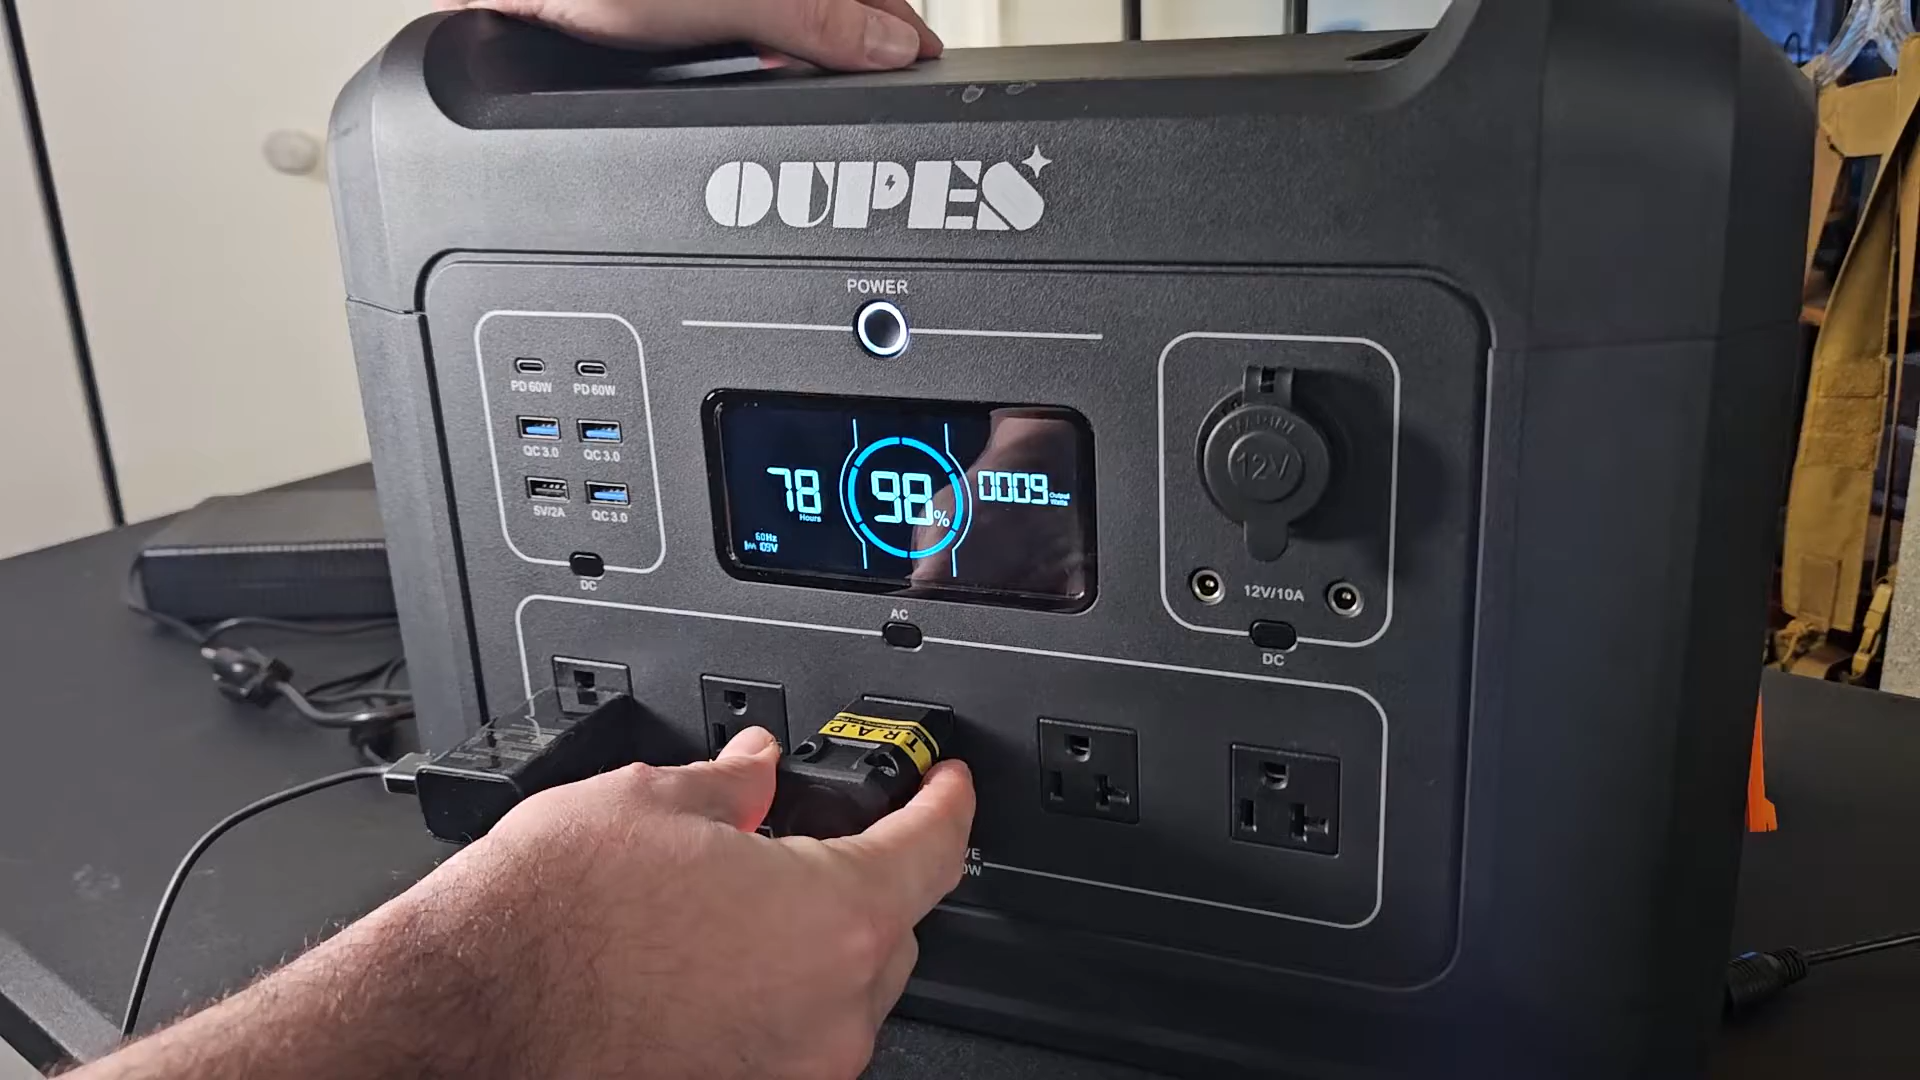 OUPES
POWER
PD 60W PD 60W
QC 3.0 QC 3.0
5V/2A QC 3.0
DC
78
Hours
60Hz
109V
98%
0009
Output
Watts
12V
12V/10A
DC
AC
T.R.A.P.